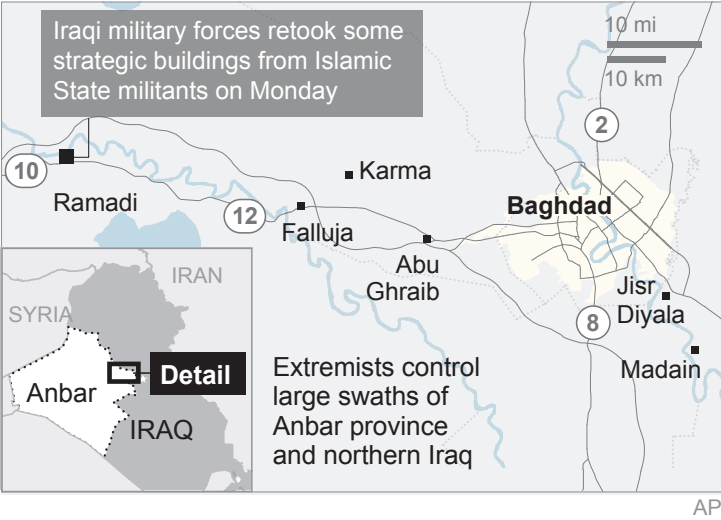 Iraqi military forces retook some
strategic buildings from Islamic
State militants on Monday
10 mi
10 km
2
Karma
10
Ramadi
12
Falluja
Baghdad
Abu
Ghraib
Jisr
Diyala
8
Madain
IRAN
SYRIA
Detail
Anbar
IRAQ
Extremists control
large swaths of
Anbar province
and northern Iraq
AP